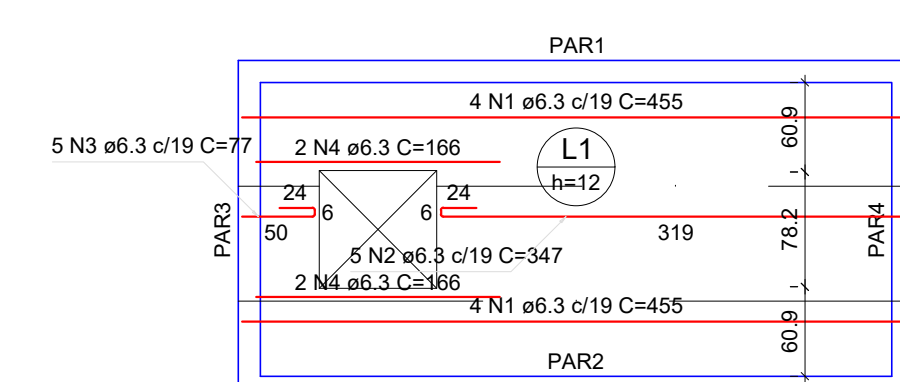 PAR1
4 N1 ø6.3 c/19 C=455
60.9
5 N3 ø6.3 c/19 C=77
2 N4 ø6.3 C=166
L1
h=12
24
24
6
6
PAR3
50
319
78.2
PAR4
5 N2 ø6.3 c/19 C=347
2 N4 ø6.3 C=166
4 N1 ø6.3 c/19 C=455
60.9
PAR2